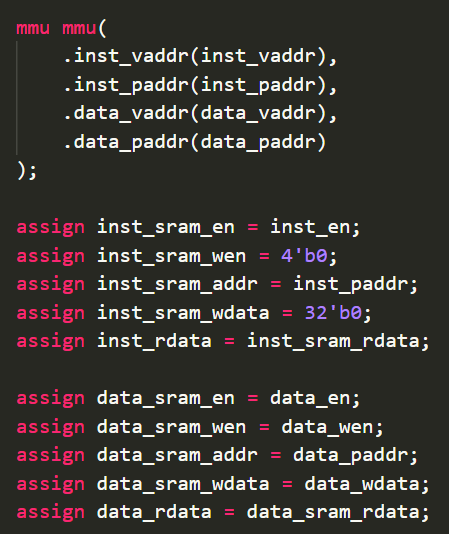 mmu mmu(
    .inst_vaddr(inst_vaddr),
    .inst_paddr(inst_paddr),
    .data_vaddr(data_vaddr),
    .data_paddr(data_paddr)
);

assign inst_sram_en = inst_en;
assign inst_sram_wen = 4'b0;
assign inst_sram_addr = inst_paddr;
assign inst_sram_wdata = 32'b0;
assign inst_rdata = inst_sram_rdata;

assign data_sram_en = data_en;
assign data_sram_wen = data_wen;
assign data_sram_addr = data_paddr;
assign data_sram_wdata = data_wdata;
assign data_rdata = data_sram_rdata;